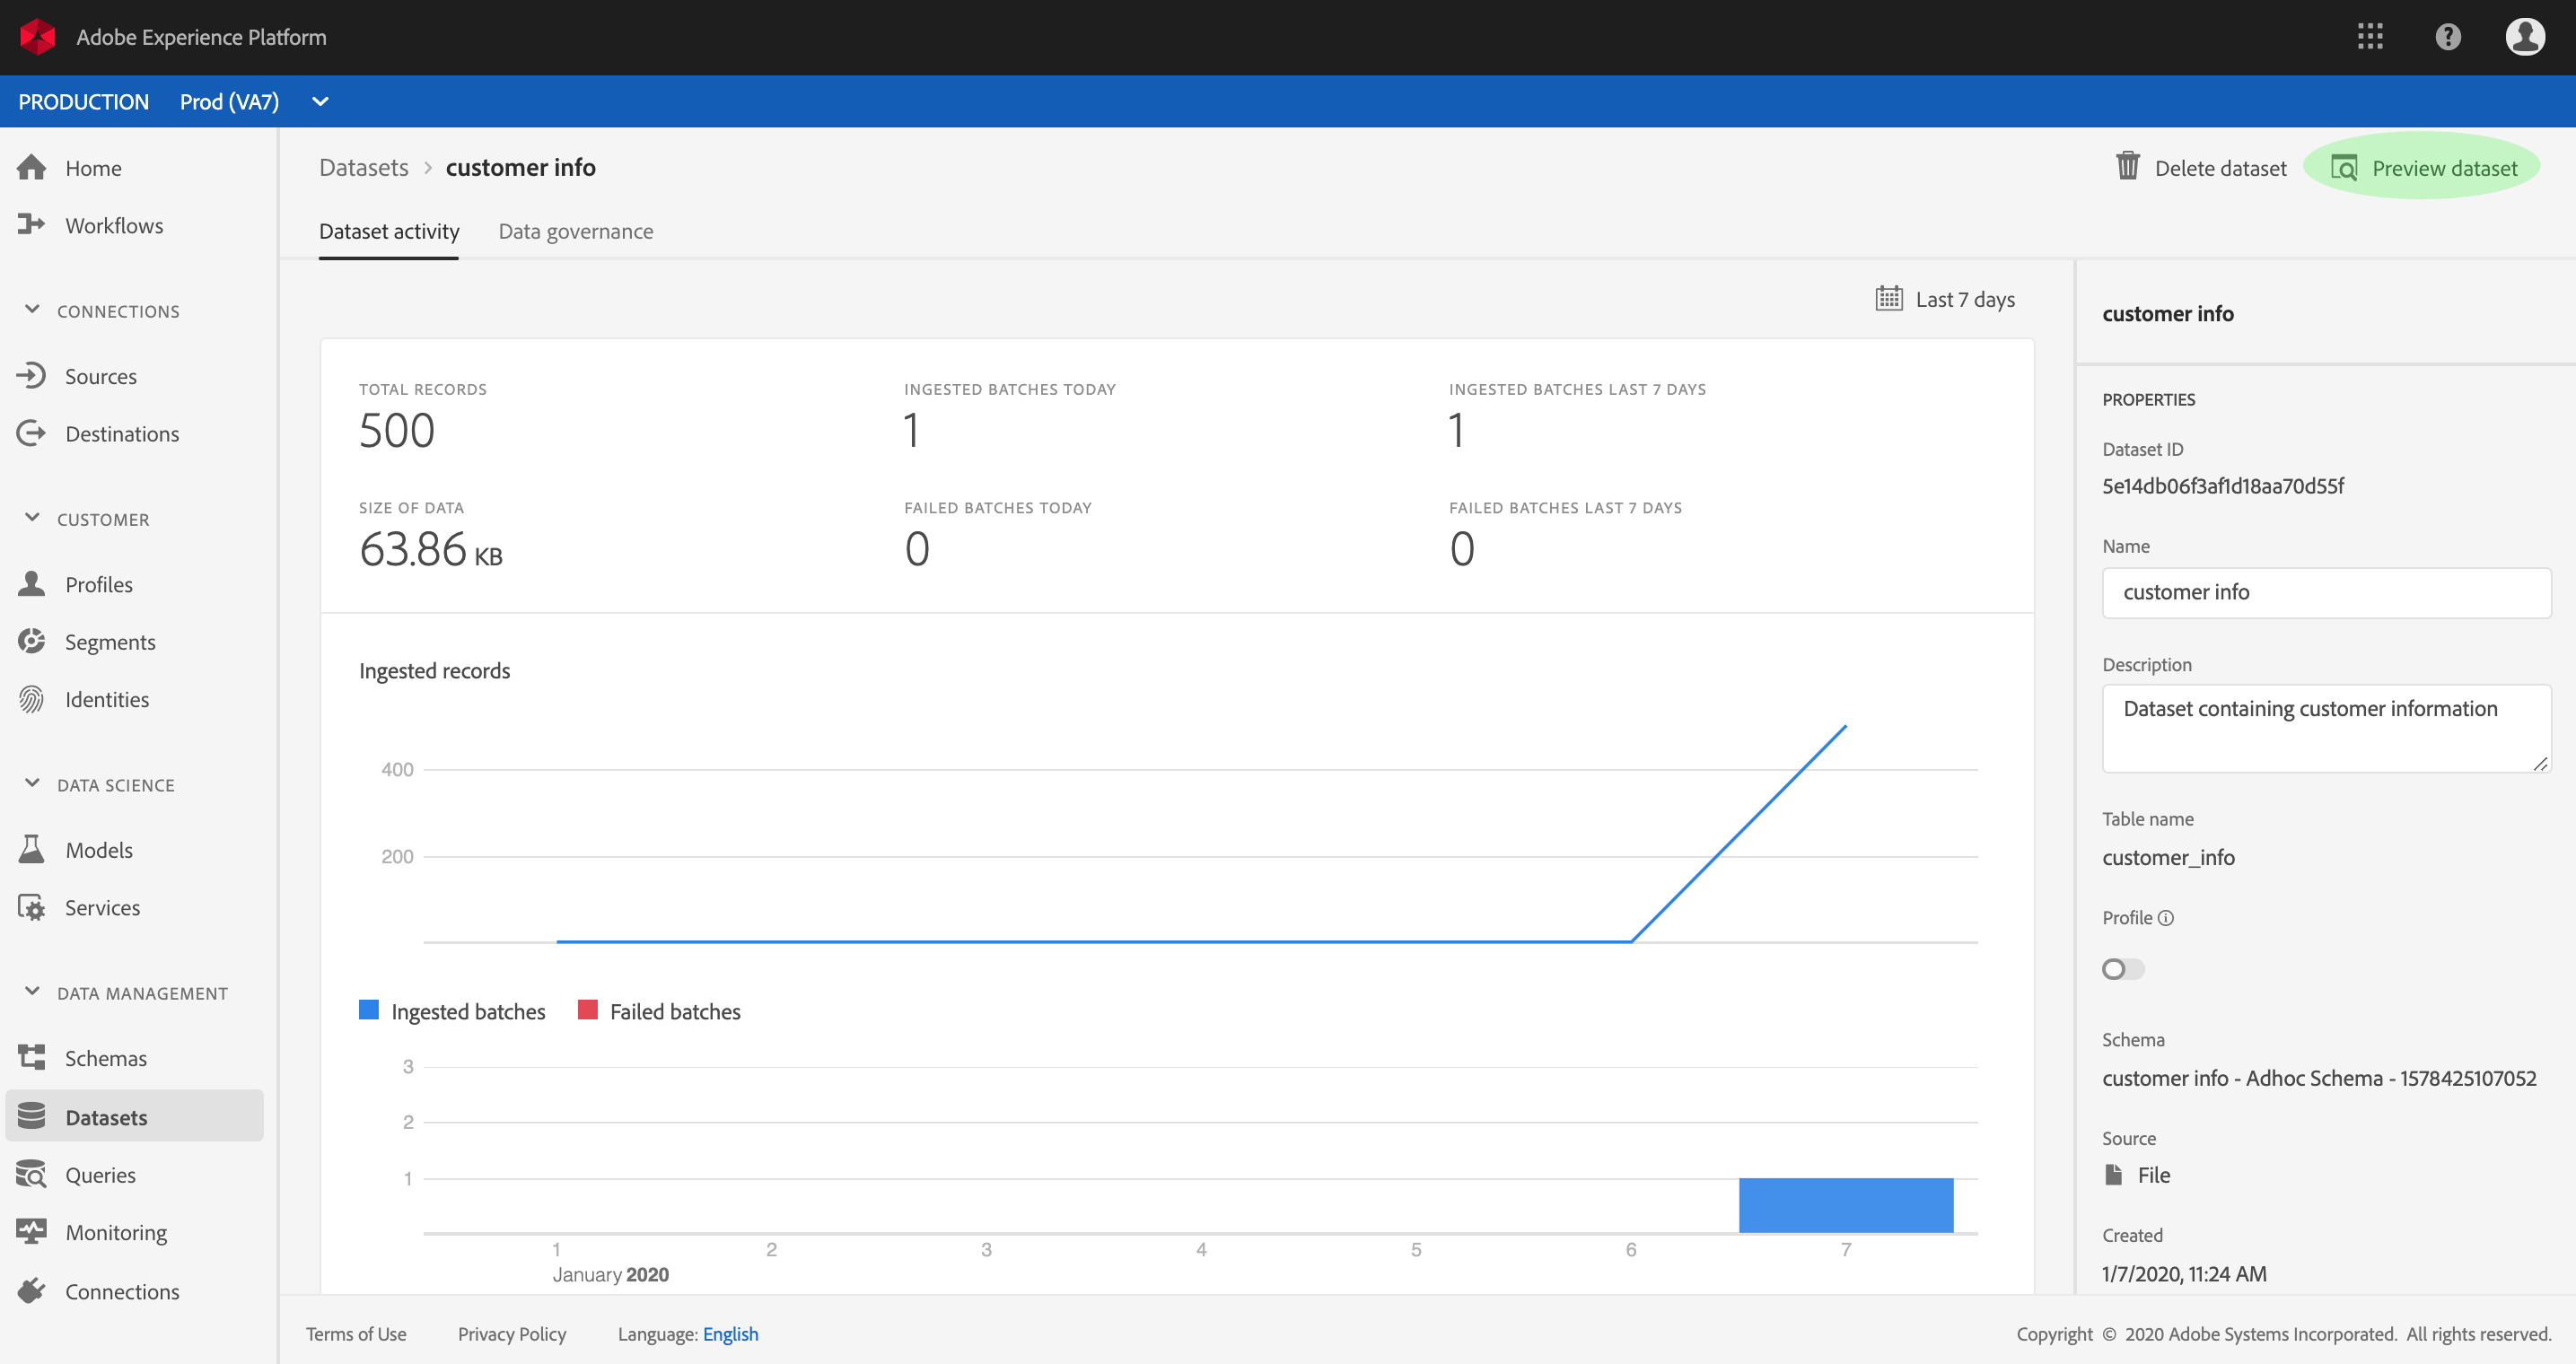 Adobe Experience Platform
PRODUCTION Prod (VA7)
Home
Workflows
CONNECTIONS
Sources
Destinations
CUSTOMER
Profiles
Segments
Identities
DATA SCIENCE
Models
Services
DATA MANAGEMENT
Schemas
Datasets
Queries
Monitoring
Connections
Datasets > customer info
Delete dataset
Preview dataset
Dataset activity Data governance
Last 7 days
TOTAL RECORDS
500
INGESTED BATCHES TODAY
1
INGESTED BATCHES LAST 7 DAYS
1
SIZE OF DATA
63.86 KB
FAILED BATCHES TODAY
0
FAILED BATCHES LAST 7 DAYS
0
Ingested records
400
200
Ingested batches Failed batches
3
2
1
1 2 3 4 5 6 7
January 2020
customer info
PROPERTIES
Dataset ID
5e14db06f3af1d18aa70d55f
Name
customer info
Description
Dataset containing customer information
Table name
customer_info
Profile
Schema
customer info - Adhoc Schema - 1578425107052
Source
File
Created
1/7/2020, 11:24 AM
Terms of Use Privacy Policy Language: English
Copyright © 2020 Adobe Systems Incorporated. All rights reserved.